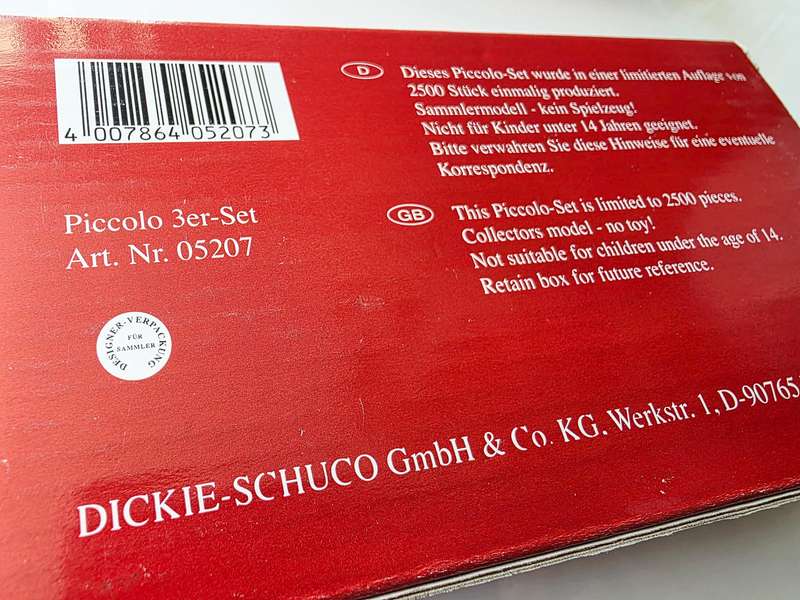 4 007864 052073
Piccolo 3er-Set
Art. Nr. 05207
DESIGNER-VERPACKUNG
FÜR
SAMMLER
D
Dieses Piccolo-Set wurde in einer limitierten Auflage von
2500 Stück einmalig produziert.
Sammlermodell - kein Spielzeug!
Nicht für Kinder unter 14 Jahren geeignet.
Bitte verwahren Sie diese Hinweise für eine eventuelle
Korrespondenz.
GB
This Piccolo-Set is limited to 2500 pieces.
Collectors model - no toy!
Not suitable for children under the age of 14.
Retain box for future reference.
DICKIE-SCHUCO GmbH & Co. KG. Werkstr. 1, D-90765